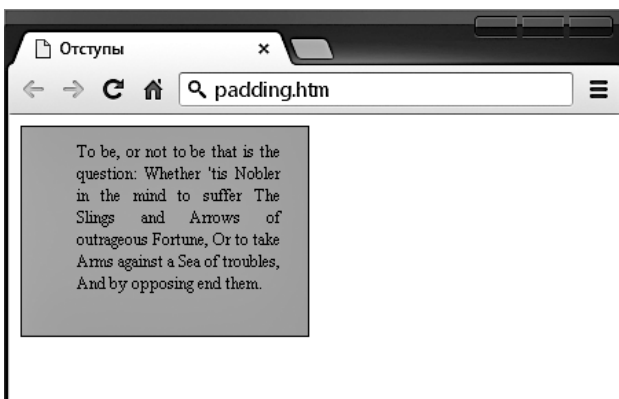 Отступы
padding.htm
To be, or not to be that is the
question: Whether 'tis Nobler
in the mind to suffer The
Slings and Arrows of
outrageous Fortune, Or to take
Arms against a Sea of troubles,
And by opposing end them.